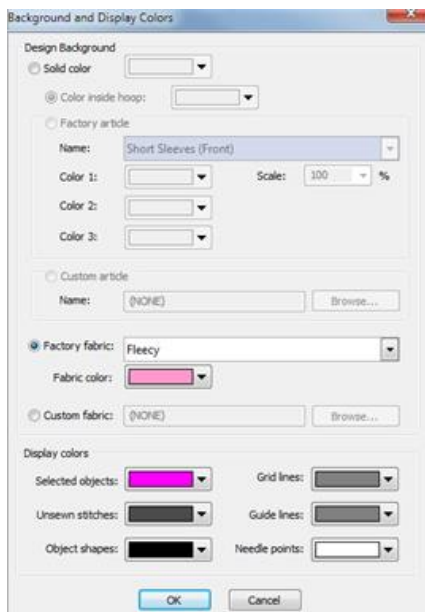 Background and Display Colors
Design Background
Solid color
Color inside hoop:
Factory article
Name: Short Sleeves (Front)
Color 1: Scale: 100 %
Color 2:
Color 3:
Custom article
Name: (NONE) Browse...
Factory fabric: Fleecy
Fabric color:
Custom fabric: (NONE) Browse...
Display colors
Selected objects: Grid lines:
Unsewn stitches: Guide lines:
Object shapes: Needle points:
OK Cancel